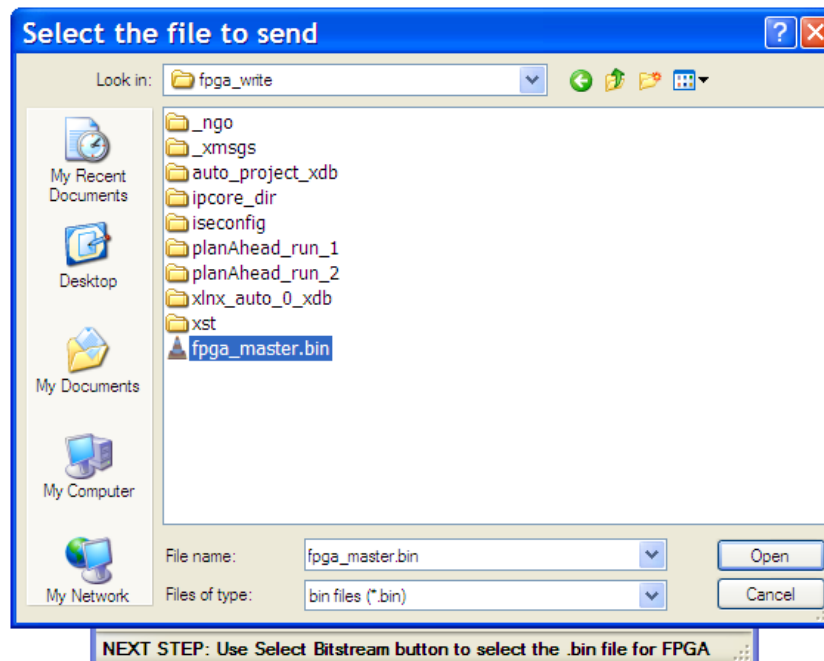 Select the file to send
Look in: fpga_write
My Recent
Documents
Desktop
My Documents
My Computer
My Network
_ngo
_xmsgs
auto_project_xdb
ipcore_dir
iseconfig
planAhead_run_1
planAhead_run_2
xlnx_auto_0_xdb
xst
fpga_master.bin
File name: fpga_master.bin Open
Files of type: bin files (*.bin) Cancel
NEXT STEP: Use Select Bitstream button to select the .bin file for FPGA